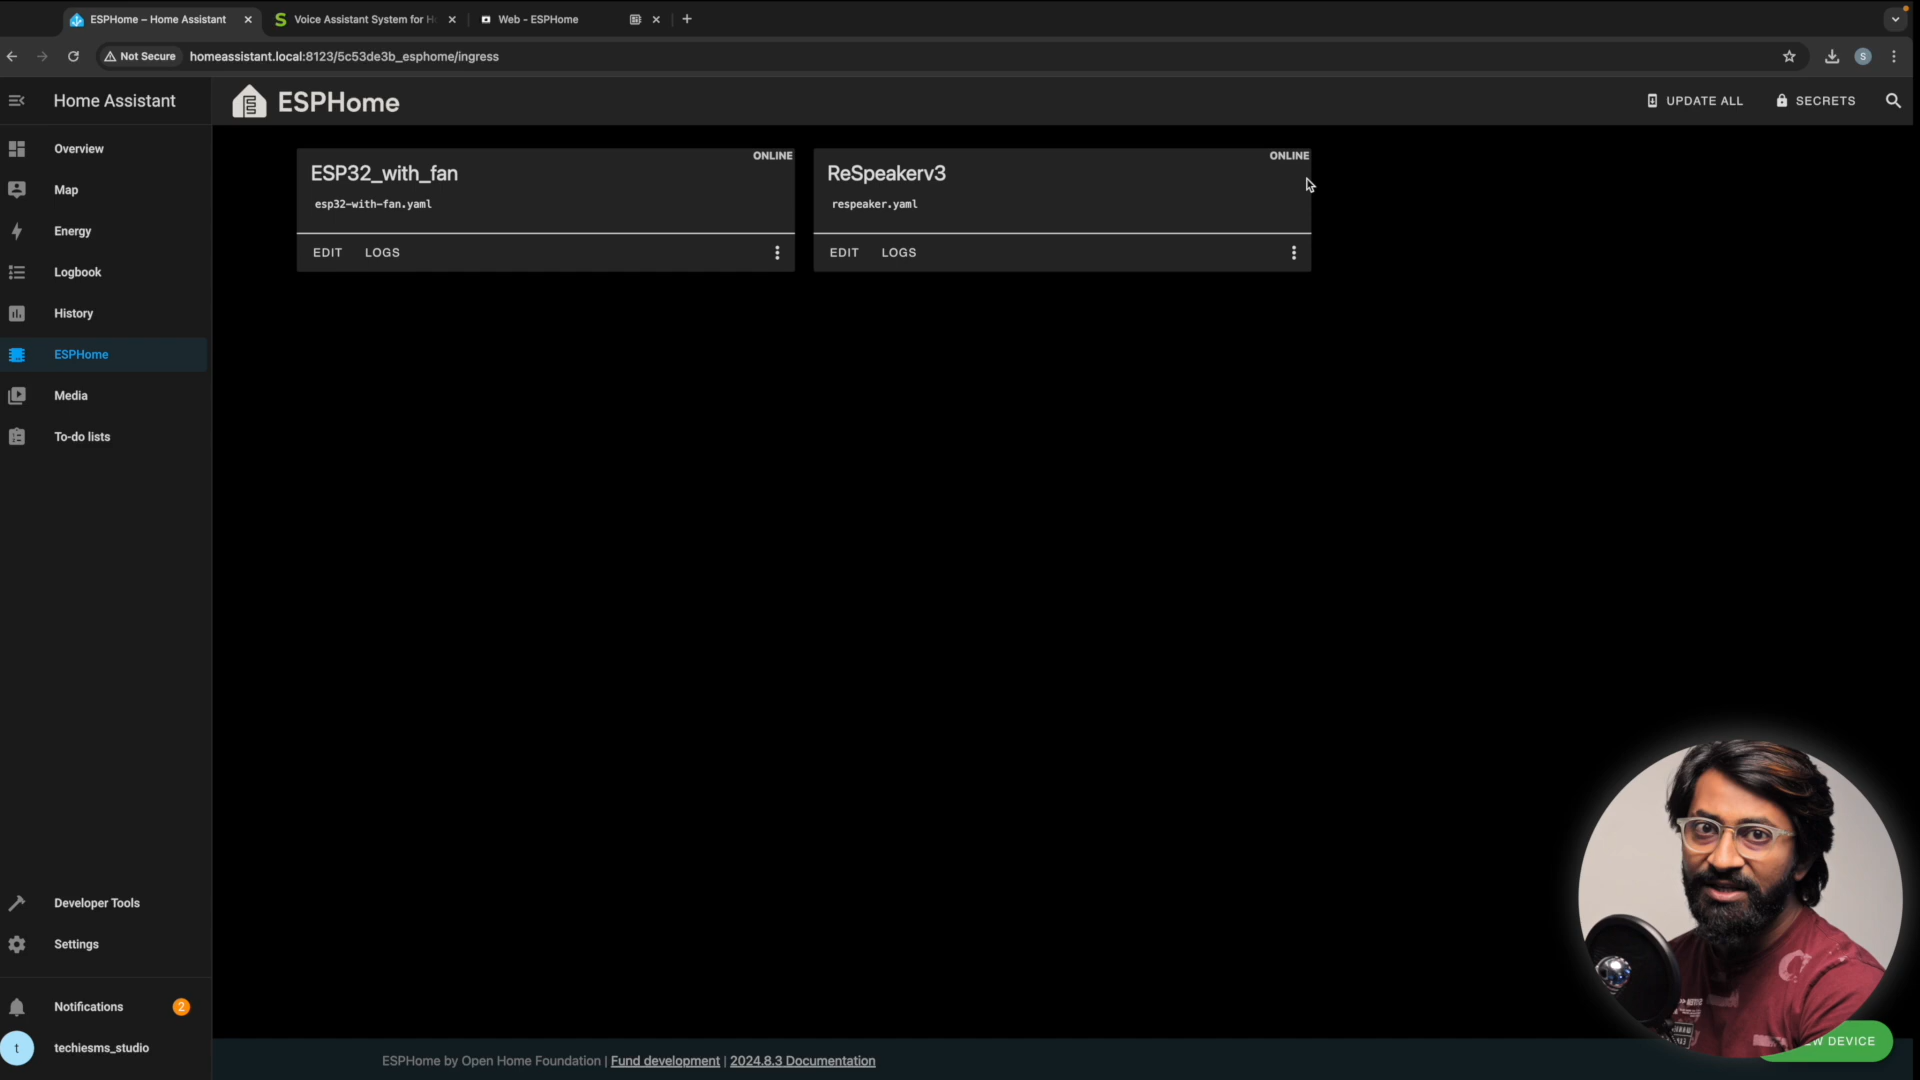 ESPHome – Home Assistant
Voice Assistant System for H
Web - ESPHome
Not Secure
homeassistant.local:8123/5c53de3b_esphome/ingress
S
Home Assistant
ESPHome
UPDATE ALL
SECRETS
Overview
Map
Energy
Logbook
History
ESPHome
Media
To-do lists
ONLINE
ESP32_with_fan
esp32-with-fan.yaml
EDIT
LOGS
ONLINE
ReSpeakerv3
respeaker.yaml
EDIT
LOGS
Developer Tools
Settings
Notifications
2
t
techiesms_studio
ESPHome by Open Home Foundation | Fund development | 2024.8.3 Documentation
DEVICE